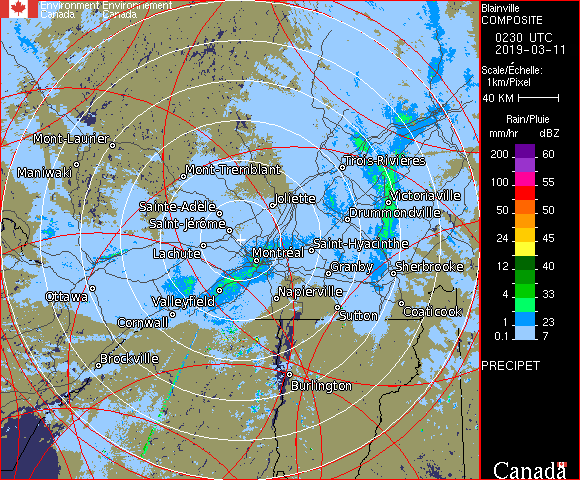 Environment Environnement
Canada Canada
Blainville
COMPOSITE
0230 UTC
2019-03-11
Scale/Échelle:
1km/Pixel
40 KM
Rain/Pluie
mm/hr dBZ
200 60
100 55
50 50
24 45
12 40
4 33
1 23
0.1 7
PRECIPET
Canada
Mont-Laurier
Maniwaki
Mont-Tremblant
Trois-Rivières
Sainte-Adèle
Joliette
Victoriaville
Drummondville
Saint-Jérôme
Lachute
Montréal
Saint-Hyacinthe
Granby
Sherbrooke
Ottawa
Valleyfield
Napierville
Cornwall
Sutton
Coaticook
Brockville
Burlington